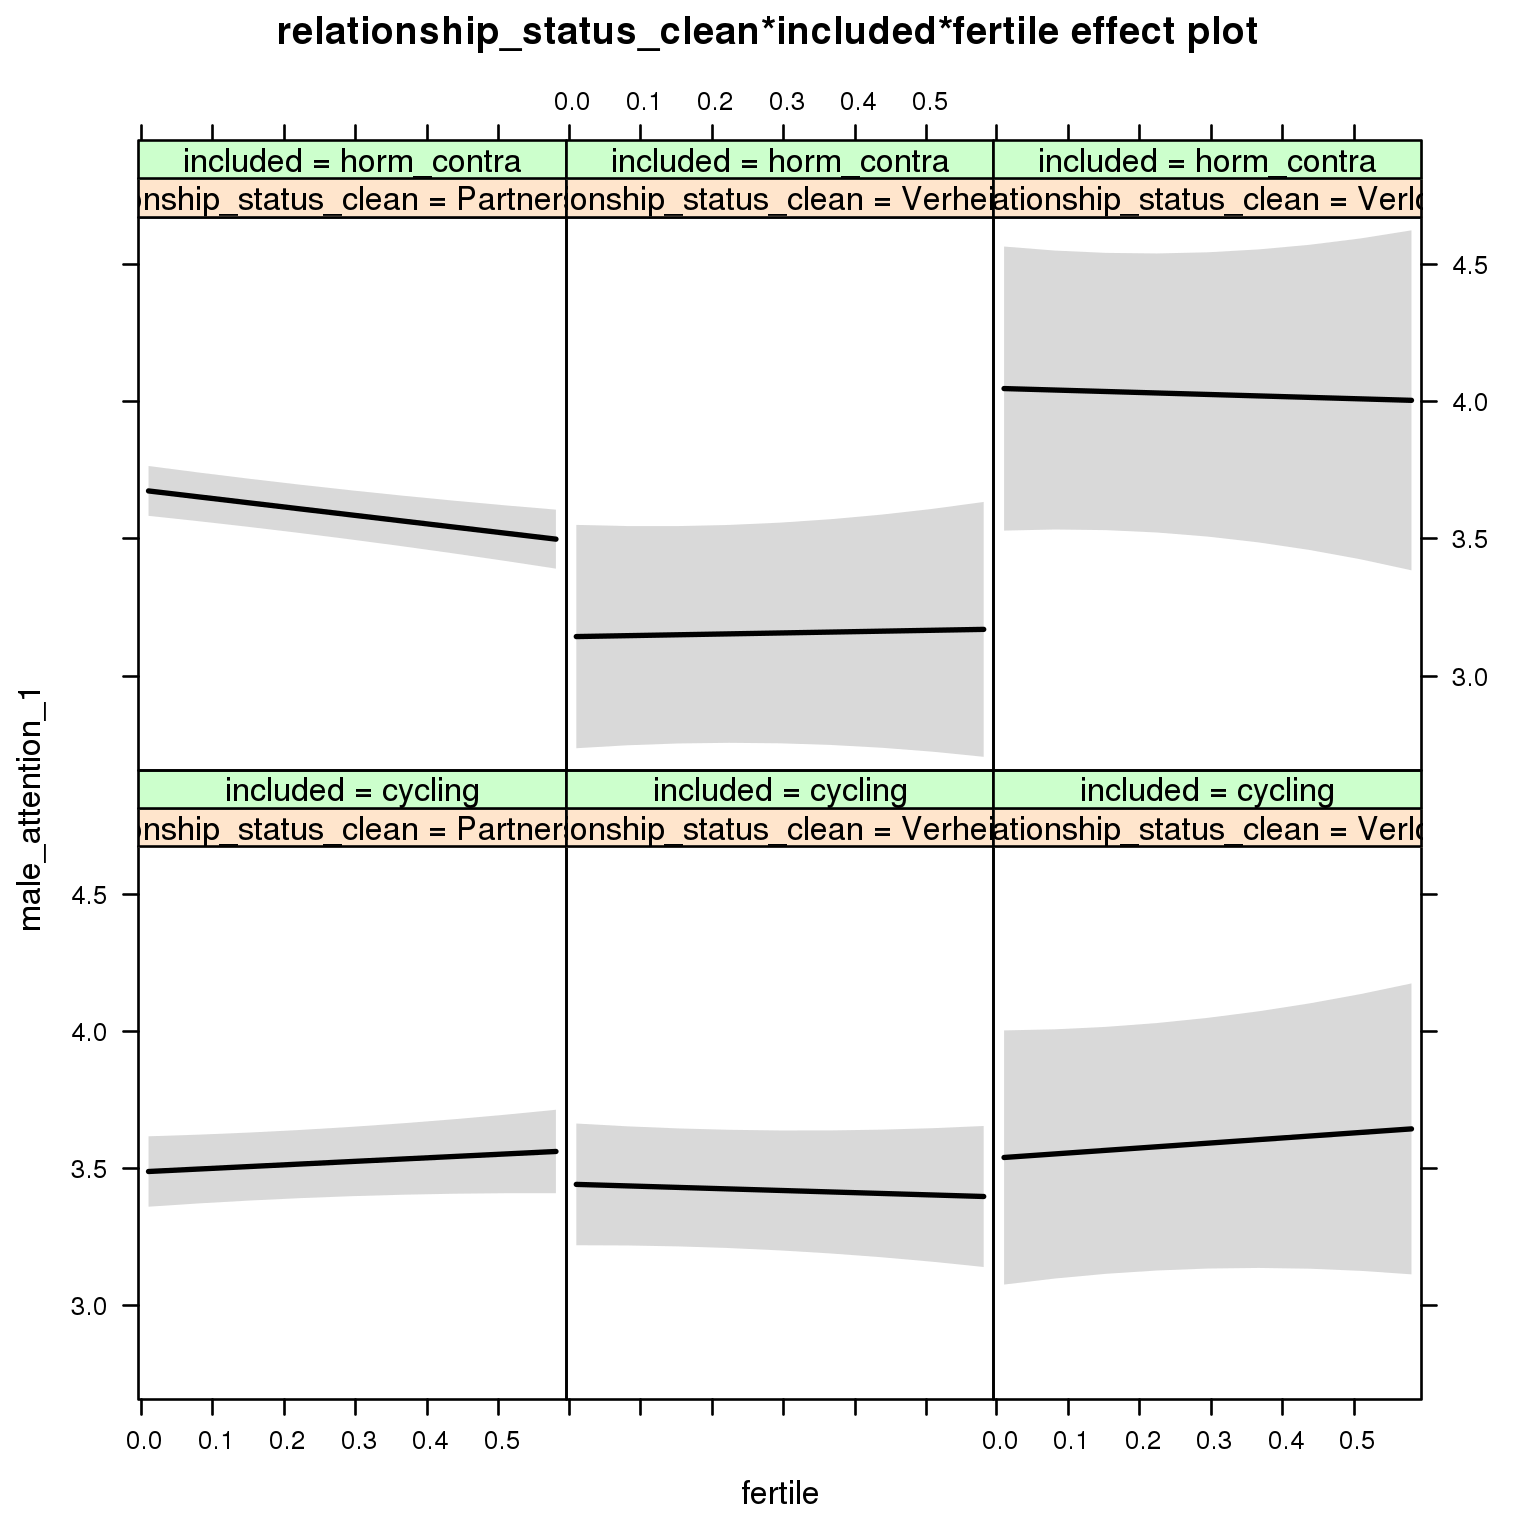 relationship_status_clean*included*fertile effect plot
0.0 0.1 0.2 0.3 0.4 0.5
included = horm_contra included = horm_contra included = horm_contra
onship_status_clean = Partners onship_status_clean = Verhei ationship_status_clean = Verlo
4.5
4.0
3.5
3.0
male_attention_1
included = cycling included = cycling included = cycling
onship_status_clean = Partners onship_status_clean = Verhei ationship_status_clean = Verlo
4.5
4.0
3.5
3.0
0.0 0.1 0.2 0.3 0.4 0.5 0.0 0.1 0.2 0.3 0.4 0.5
fertile